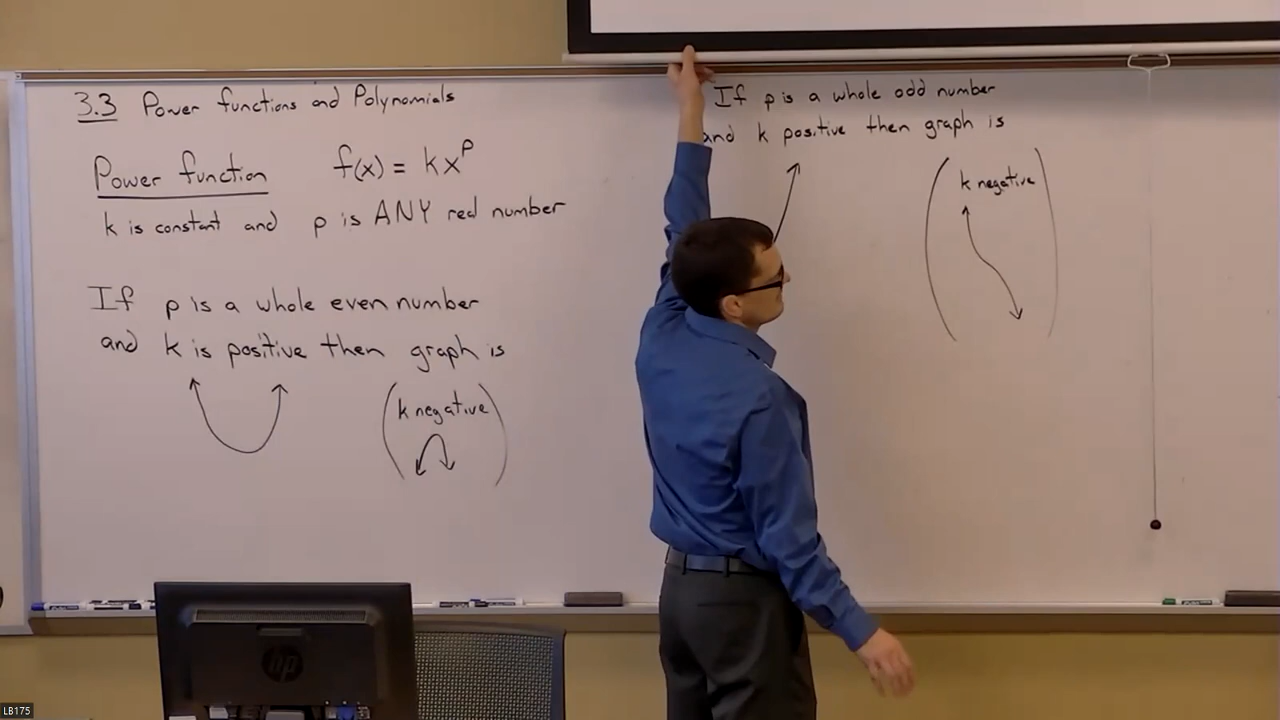 3.3 Power functions and Polynomials
Power function f(x) = kx^p
k is constant and p is ANY real number
If p is a whole even number
and k is positive then graph is
(k negative)
If p is a whole odd number
and k positive then graph is
(k negative)
hp
LB175